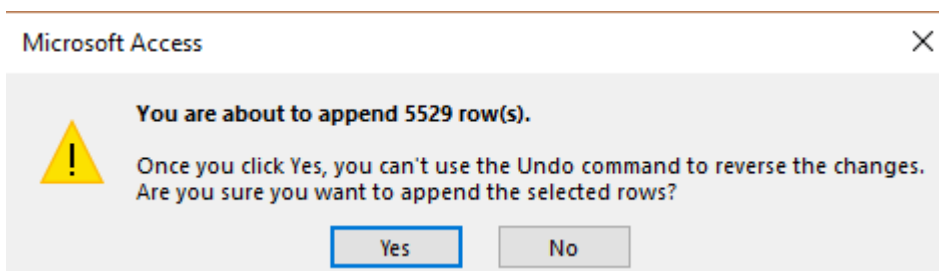 Microsoft Access
You are about to append 5529 row(s).
Once you click Yes, you can't use the Undo command to reverse the changes.
Are you sure you want to append the selected rows?
Yes No